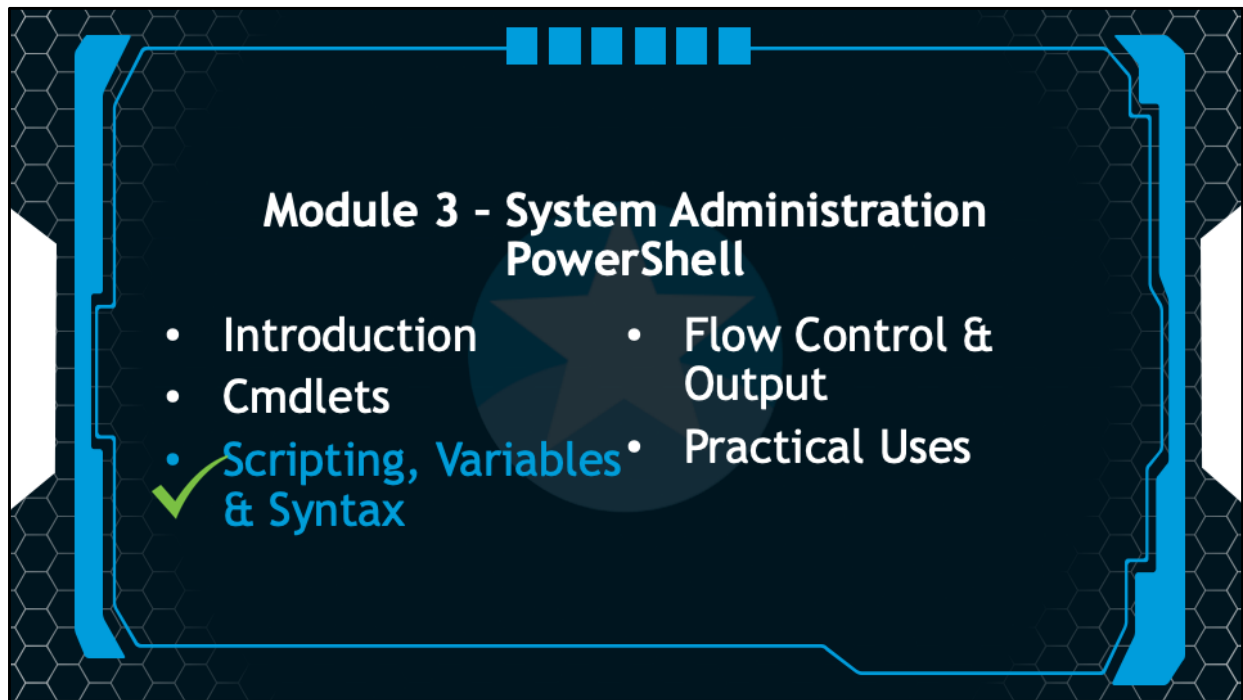 Module 3 – System Administration
PowerShell
• Introduction
• Cmdlets
• Scripting, Variables
& Syntax
• Flow Control &
Output
• Practical Uses